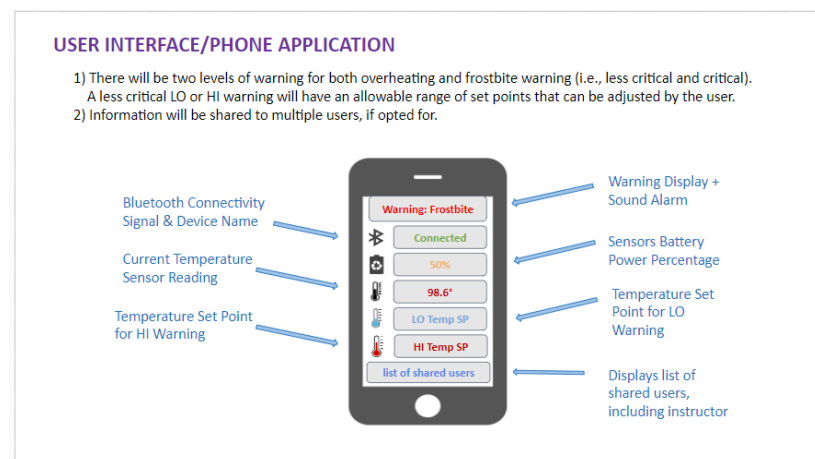 USER INTERFACE/PHONE APPLICATION
1) There will be two levels of warning for both overheating and frostbite warning (i.e., less critical and critical).
A less critical LO or HI warning will have an allowable range of set points that can be adjusted by the user.
2) Information will be shared to multiple users, if opted for.
Bluetooth Connectivity
Signal & Device Name
Current Temperature
Sensor Reading
Temperature Set Point
for HI Warning
Warning: Frostbite
Connected
50%
98.6°
LO Temp SP
HI Temp SP
list of shared users
Warning Display +
Sound Alarm
Sensors Battery
Power Percentage
Temperature Set
Point for LO
Warning
Displays list of
shared users,
including instructor